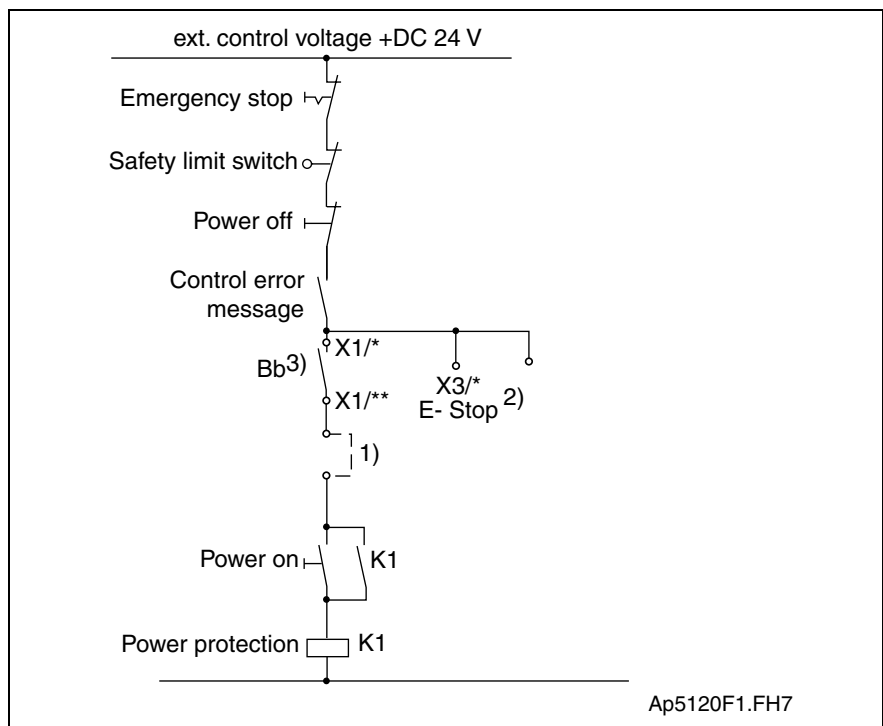 ext. control voltage +DC 24 V
Emergency stop
Safety limit switch
Power off
Control error
message
X1/*
Bb3)
X1/**
X3/*
E- Stop 2)
1)
Power on
K1
Power protection
K1
Ap5120F1.FH7